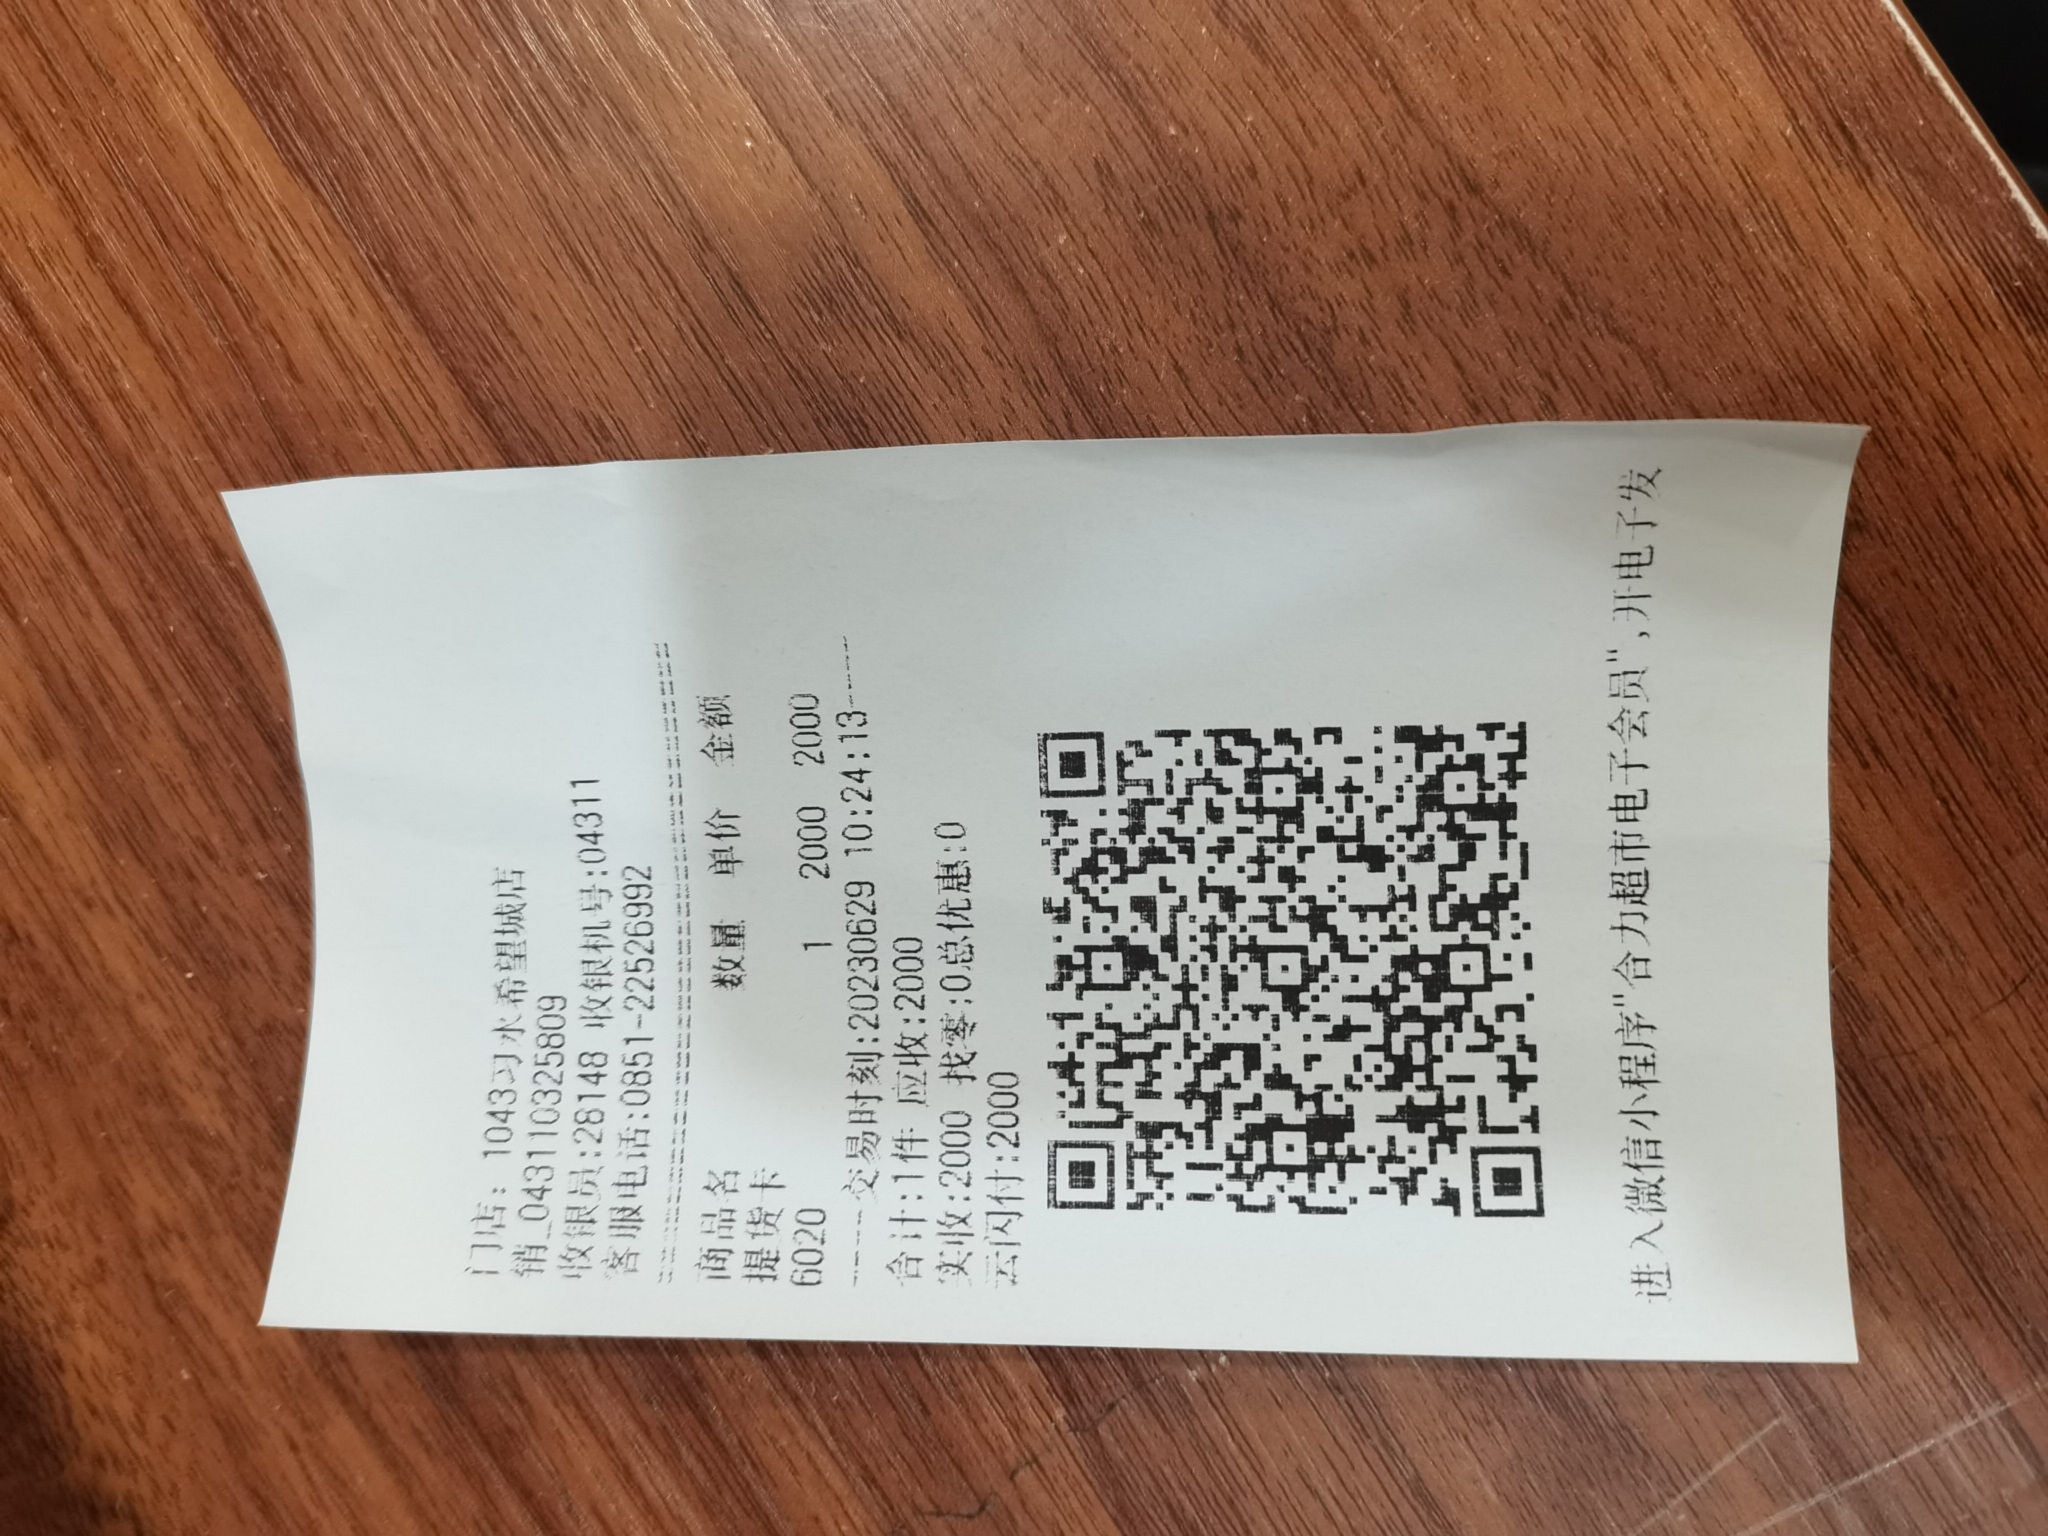 门店: 1043习水希望城店
销_043110325809
收银员:28148 收银机号:04311
客服电话:0851-22526992
商品名 数量 单价 金额
提货卡
6020 1 2000 2000
----交易时刻:20230629 10:24:13----
合计:1件 应收:2000
实收:2000 找零:0总优惠:0
云闪付:2000
进入微信小程序"合力超市电子会员",开电子发